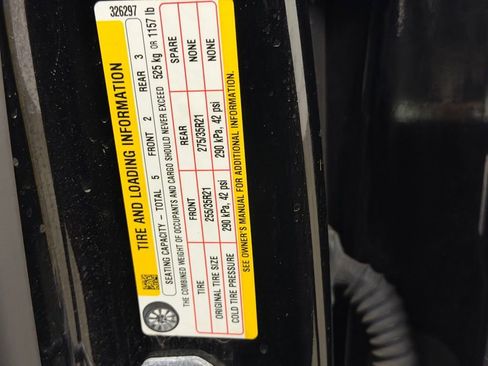 326297
TIRE AND LOADING INFORMATION
SEATING CAPACITY – TOTAL 5 FRONT 2 REAR 3
THE COMBINED WEIGHT OF OCCUPANTS AND CARGO SHOULD NEVER EXCEED 525 kg OR 1157 lb
TIRE FRONT REAR SPARE
ORIGINAL TIRE SIZE 255/35R21 275/35R21 NONE
COLD TIRE PRESSURE 290 kPa, 42 psi 290 kPa, 42 psi NONE
SEE OWNER'S MANUAL FOR ADDITIONAL INFORMATION.